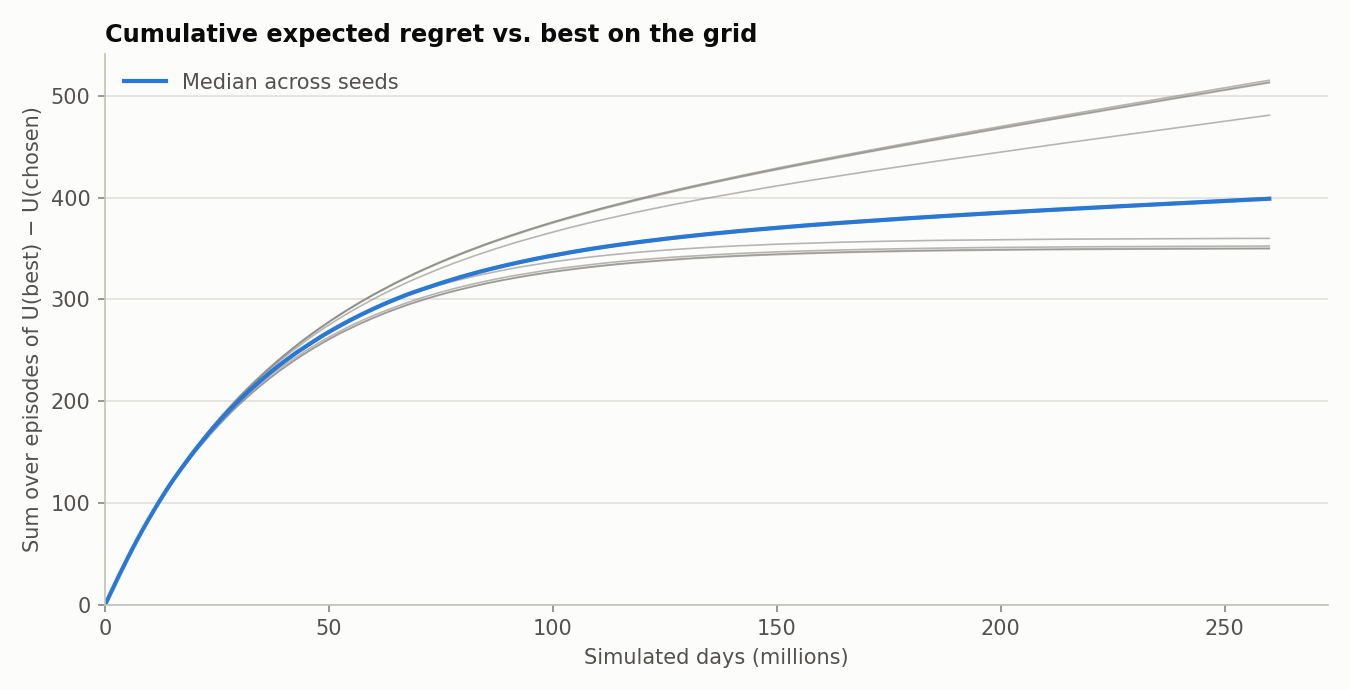 Cumulative expected regret vs. best on the grid
Median across seeds
Sum over episodes of U(best) − U(chosen)
500
400
300
200
100
0
0 50 100 150 200 250
Simulated days (millions)